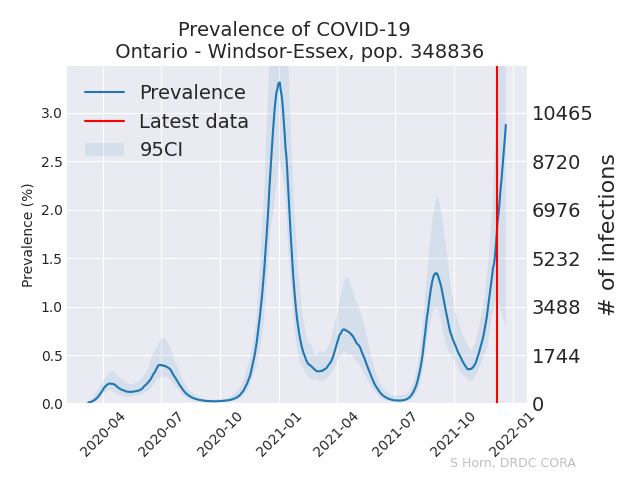 Prevalence of COVID-19
Ontario - Windsor-Essex, pop. 348836
Prevalence
Latest data
95CI
Prevalence (%)
3.0
2.5
2.0
1.5
1.0
0.5
0.0
10465
8720
6976
5232
3488
1744
0
# of infections
2020-04
2020-07
2020-10
2021-01
2021-04
2021-07
2021-10
2022-01
S Horn, DRDC CORA